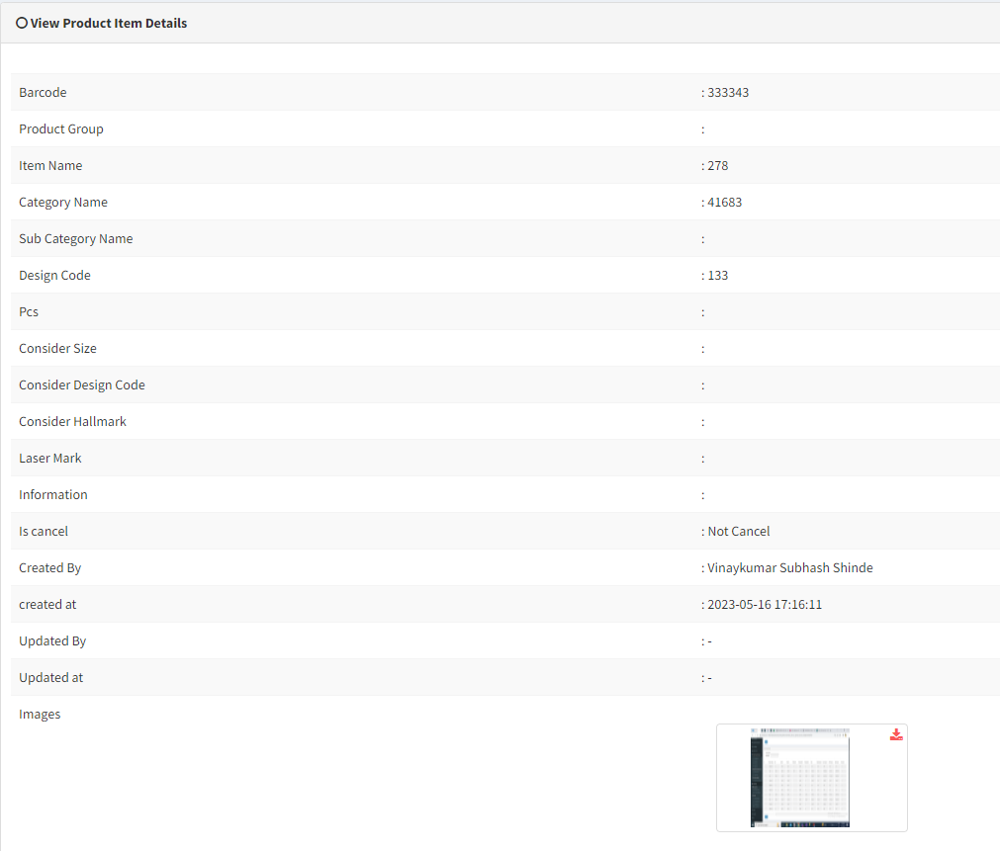 View Product Item Details
Barcode : 333343
Product Group :
Item Name : 278
Category Name : 41683
Sub Category Name :
Design Code : 133
Pcs :
Consider Size :
Consider Design Code :
Consider Hallmark :
Laser Mark :
Information :
Is cancel : Not Cancel
Created By : Vinaykumar Subhash Shinde
created at : 2023-05-16 17:16:11
Updated By : -
Updated at : -
Images